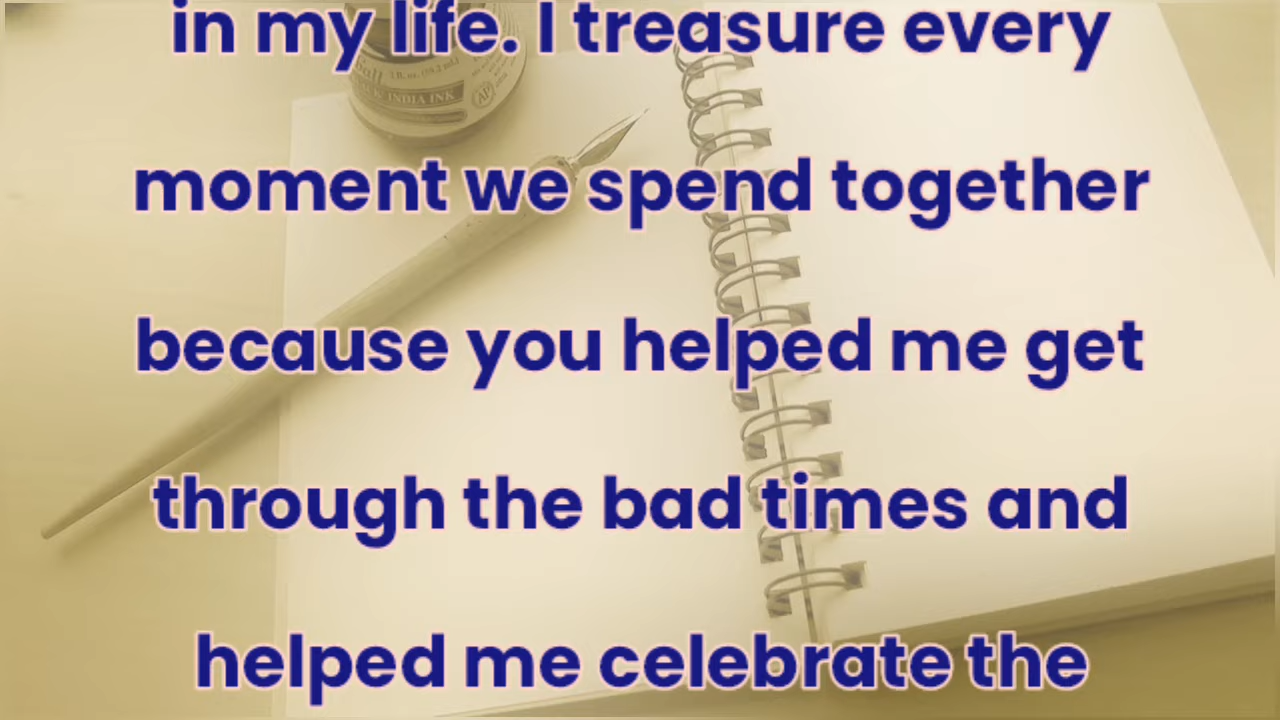 in my life. I treasure every
moment we spend together
because you helped me get
through the bad times and
helped me celebrate the
INDIA INK
AP